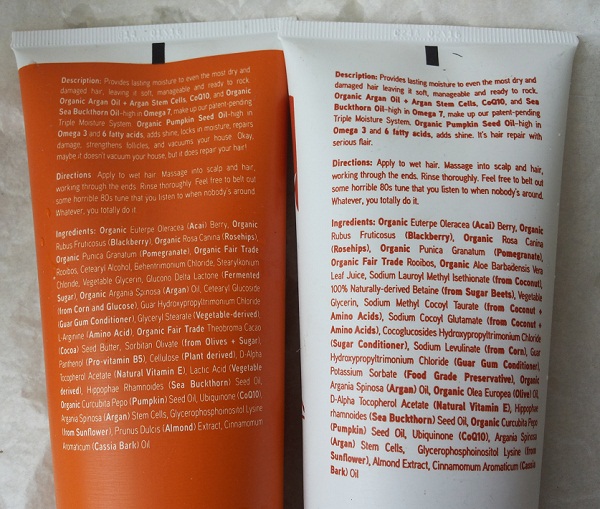 Description: Provides lasting moisture to even the most dry and
damaged hair, leaving it soft, manageable and ready to rock.
Organic Argan Oil + Argan Stem Cells, CoQ10, and Organic
Sea Buckthorn Oil-high in Omega 7, make up our patent-pending
Triple Moisture System. Organic Pumpkin Seed Oil-high in
Omega 3 and 6 fatty acids, adds shine, locks in moisture, repairs
damage, strengthens follicles, and vacuums your house. Okay,
maybe it doesn't vacuum your house, but it does repair your hair!
Directions: Apply to wet hair. Massage into scalp and hair,
working through the ends. Rinse thoroughly. Feel free to belt out
some horrible 80s tune that you listen to when nobody's around.
Whatever, you totally do it.
Ingredients: Organic Euterpe Oleracea (Acai) Berry, Organic
Rubus Fruticosus (Blackberry), Organic Rosa Canina (Rosehips),
Organic Punica Granatum (Pomegranate), Organic Fair Trade
Rooibos, Cetearyl Alcohol, Behentrimonium Chloride, Stearylkonium
Chloride, Vegetable Glycerin, Glucono Delta Lactone (Fermented
Sugar), Organic Argania Spinosa (Argan) Oil, Cetearyl Glucoside
(from Corn and Glucose), Guar Hydroxypropyltrimonium Chloride
(Guar Gum Conditioner), Glyceryl Stearate (Vegetable-derived),
L-Arginine (Amino Acid), Organic Fair Trade Theobroma Cacao
(Cocoa) Seed Butter, Sorbitan Olivate (from Olives + Sugar),
Panthenol (Pro-vitamin B5), Cellulose (Plant derived), D-Alpha
Tocopherol Acetate (Natural Vitamin E), Lactic Acid (Vegetable
derived), Hippophae Rhamnoides (Sea Buckthorn) Seed Oil,
Organic Curcubita Pepo (Pumpkin) Seed Oil, Ubiquinone (CoQ10),
Argania Spinosa (Argan) Stem Cells, Glycerophosphoinositol Lysine
(from Sunflower), Prunus Dulcis (Almond) Extract, Cinnamomum
Aromaticum (Cassia Bark) Oil
Description: Provides lasting moisture to even the most dry and
damaged hair leaving it soft, manageable and ready to rock.
Organic Argan Oil + Argan Stem Cells, CoQ10, and Sea
Buckthorn Oil-high in Omega 7, make up our patent-pending
Triple Moisture System. Organic Pumpkin Seed Oil-high in
Omega 3 and 6 fatty acids, adds shine. It's hair repair with
serious flair.
Directions: Apply to wet hair. Massage into scalp and hair,
working through the ends. Rinse thoroughly. Feel free to belt out
some horrible 80s tune that you listen to when nobody's around.
Whatever, you totally do it.
Ingredients: Organic Euterpe Oleracea (Acai) Berry, Organic
Rubus Fruticosus (Blackberry), Organic Rosa Canina
(Rosehips), Organic Punica Granatum (Pomegranate),
Organic Fair Trade Rooibos, Organic Aloe Barbadensis Vera
Leaf Juice, Sodium Lauroyl Methyl Isethionate (from Coconut),
100% Naturally-derived Betaine (from Sugar Beets), Vegetable
Glycerin, Sodium Methyl Cocoyl Taurate (from Coconut +
Amino Acids), Sodium Cocoyl Glutamate (from Coconut +
Amino Acids), Cocoglucosides Hydroxypropyltrimonium Chloride
(Sugar Conditioner), Sodium Levulinate (from Corn), Guar
Hydroxypropyltrimonium Chloride (Guar Gum Conditioner),
Potassium Sorbate (Food Grade Preservative), Organic
Argania Spinosa (Argan) Oil, Organic Olea Europea (Olive) Oil,
D-Alpha Tocopherol Acetate (Natural Vitamin E), Hippophae
rhamnoides (Sea Buckthorn) Seed Oil, Organic Curcubita Pepo
(Pumpkin) Seed Oil, Ubiquinone (CoQ10), Argania Spinosa
(Argan) Stem Cells, Glycerophosphoinositol Lysine (from
Sunflower), Almond Extract, Cinnamomum Aromaticum (Cassia
Bark) Oil